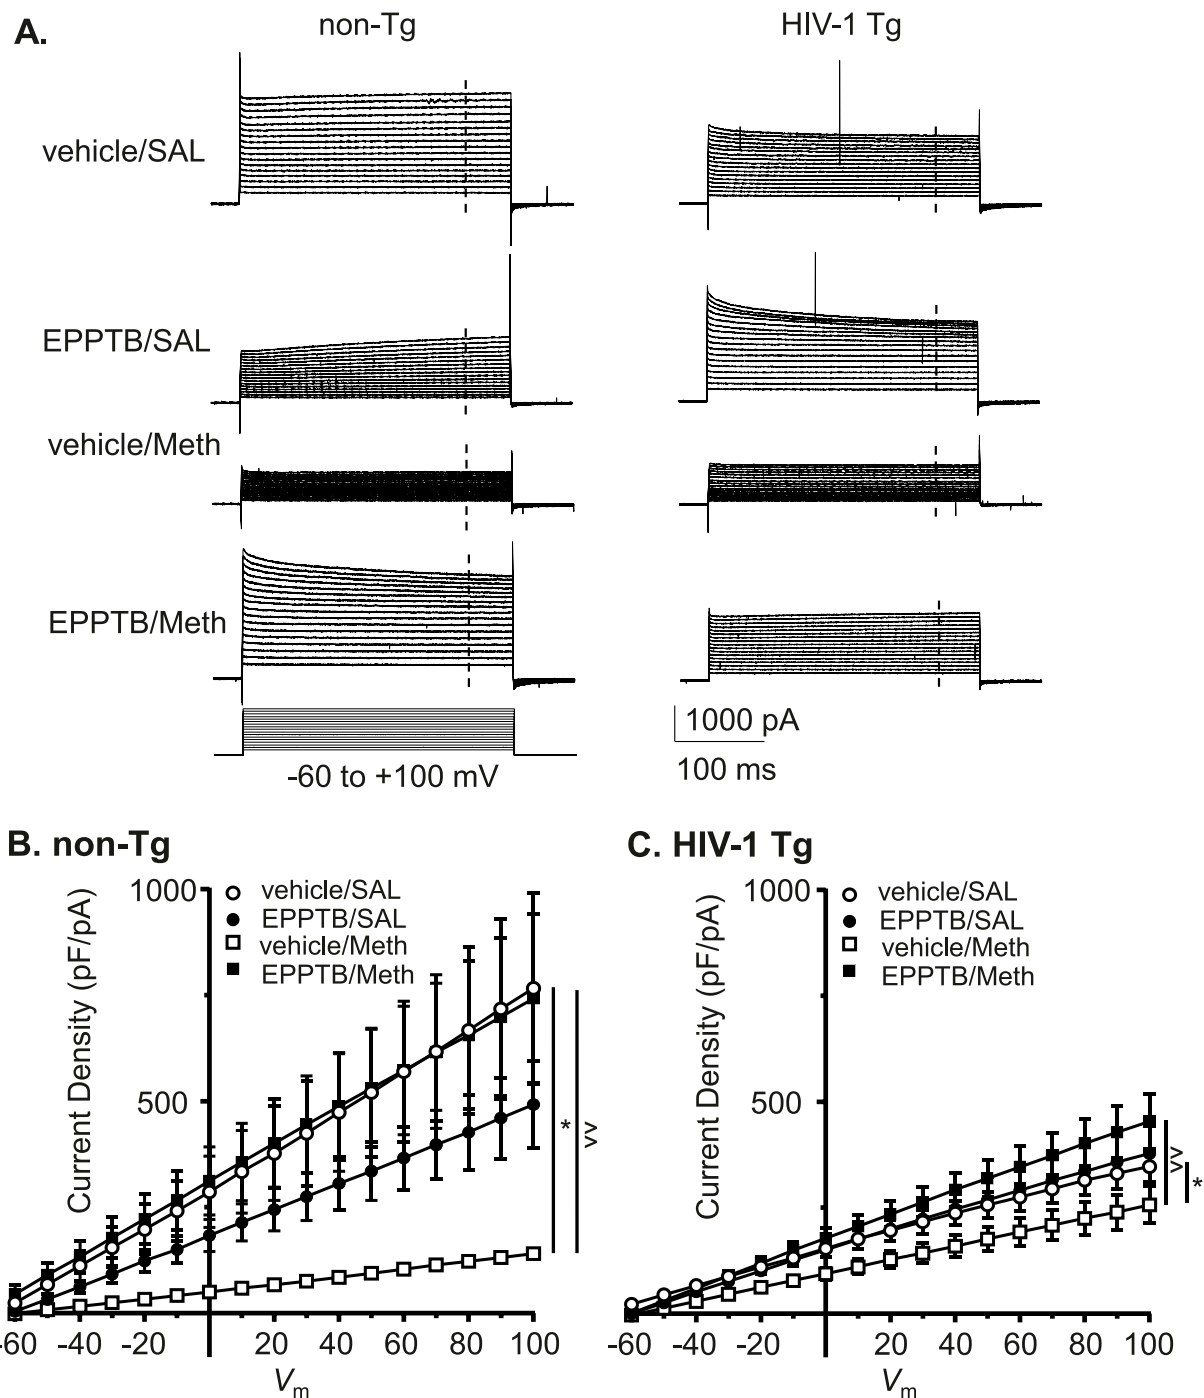 A.
non-Tg
HIV-1 Tg
vehicle/SAL
EPPTB/SAL
vehicle/Meth
EPPTB/Meth
-60 to +100 mV
1000 pA
100 ms
B. non-Tg
Current Density (pF/pA)
1000
500
vehicle/SAL
EPPTB/SAL
vehicle/Meth
EPPTB/Meth
*
^^
-60 -40 -20 20 40 60 80 100
Vm
C. HIV-1 Tg
Current Density (pF/pA)
1000
500
vehicle/SAL
EPPTB/SAL
vehicle/Meth
EPPTB/Meth
^^
*
-60 -40 -20 20 40 60 80 100
Vm